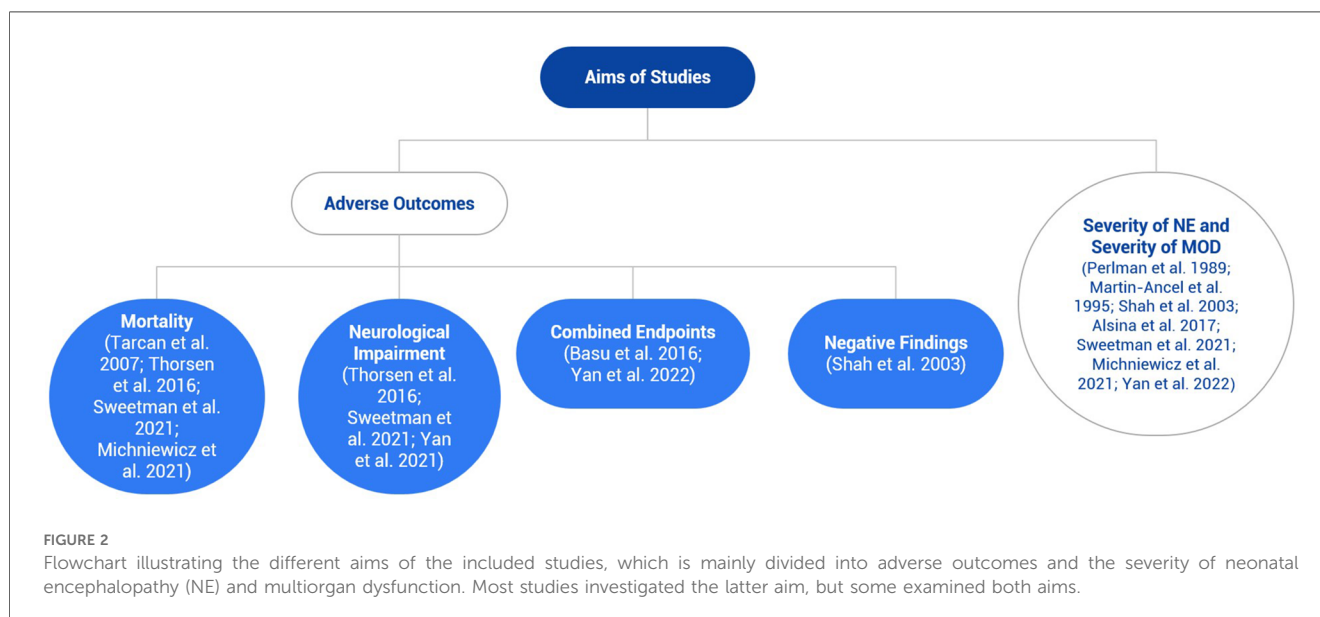 Aims of Studies
Adverse Outcomes
Mortality
(Tarcan et al.
2007; Thorsen
et al. 2016;
Sweetman et al.
2021;
Michniewicz et
al. 2021)
Neurological
Impairment
(Thorsen et al.
2016;
Sweetman et
al. 2021; Yan
et al. 2021)
Combined Endpoints
(Basu et al. 2016;
Yan et al. 2022)
Negative Findings
(Shah et al. 2003)
Severity of NE and
Severity of MOD
(Perlman et al. 1989;
Martin-Ancel et al.
1995; Shah et al. 2003;
Alsina et al. 2017;
Sweetman et al. 2021;
Michniewicz et al.
2021; Yan et al. 2022)
FIGURE 2
Flowchart illustrating the different aims of the included studies, which is mainly divided into adverse outcomes and the severity of neonatal
encephalopathy (NE) and multiorgan dysfunction. Most studies investigated the latter aim, but some examined both aims.